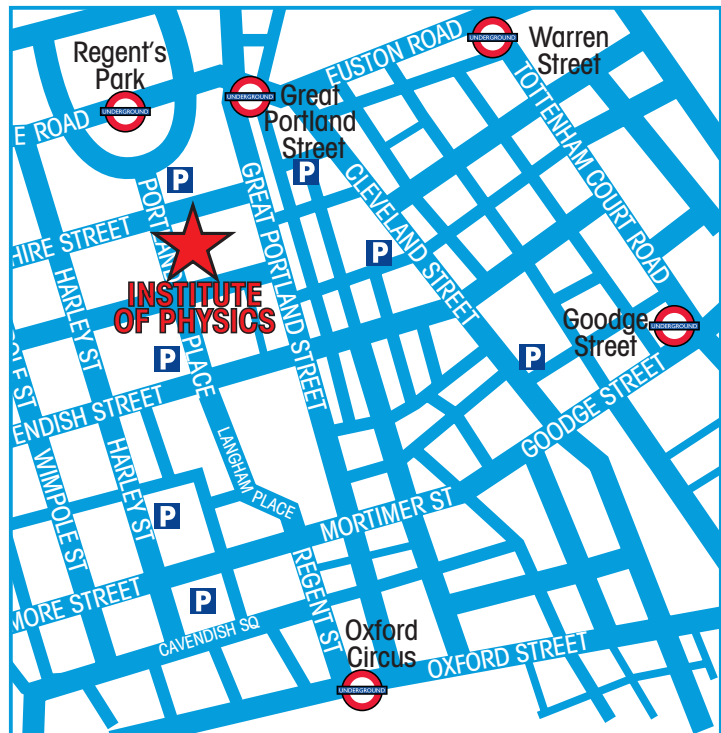 Regent's
Park
UNDERGROUND
UNDERGROUND
Great
Portland
Street
EUSTON ROAD
UNDERGROUND
Warren
Street
E ROAD
TOTTENHAM COURT ROAD
P
P
PORTLAND PLACE
GREAT PORTLAND STREET
CLEVELAND STREET
HIRE STREET
P
INSTITUTE
OF PHYSICS
HARLEY ST
Goodge
Street
UNDERGROUND
P
P
OLE ST
ENDISH STREET
GOODGE STREET
WIMPOLE ST
HARLEY ST
LANGHAM PLACE
P
MORTIMER ST
REGENT ST
MORE STREET
P
CAVENDISH SQ
Oxford
Circus
UNDERGROUND
OXFORD STREET